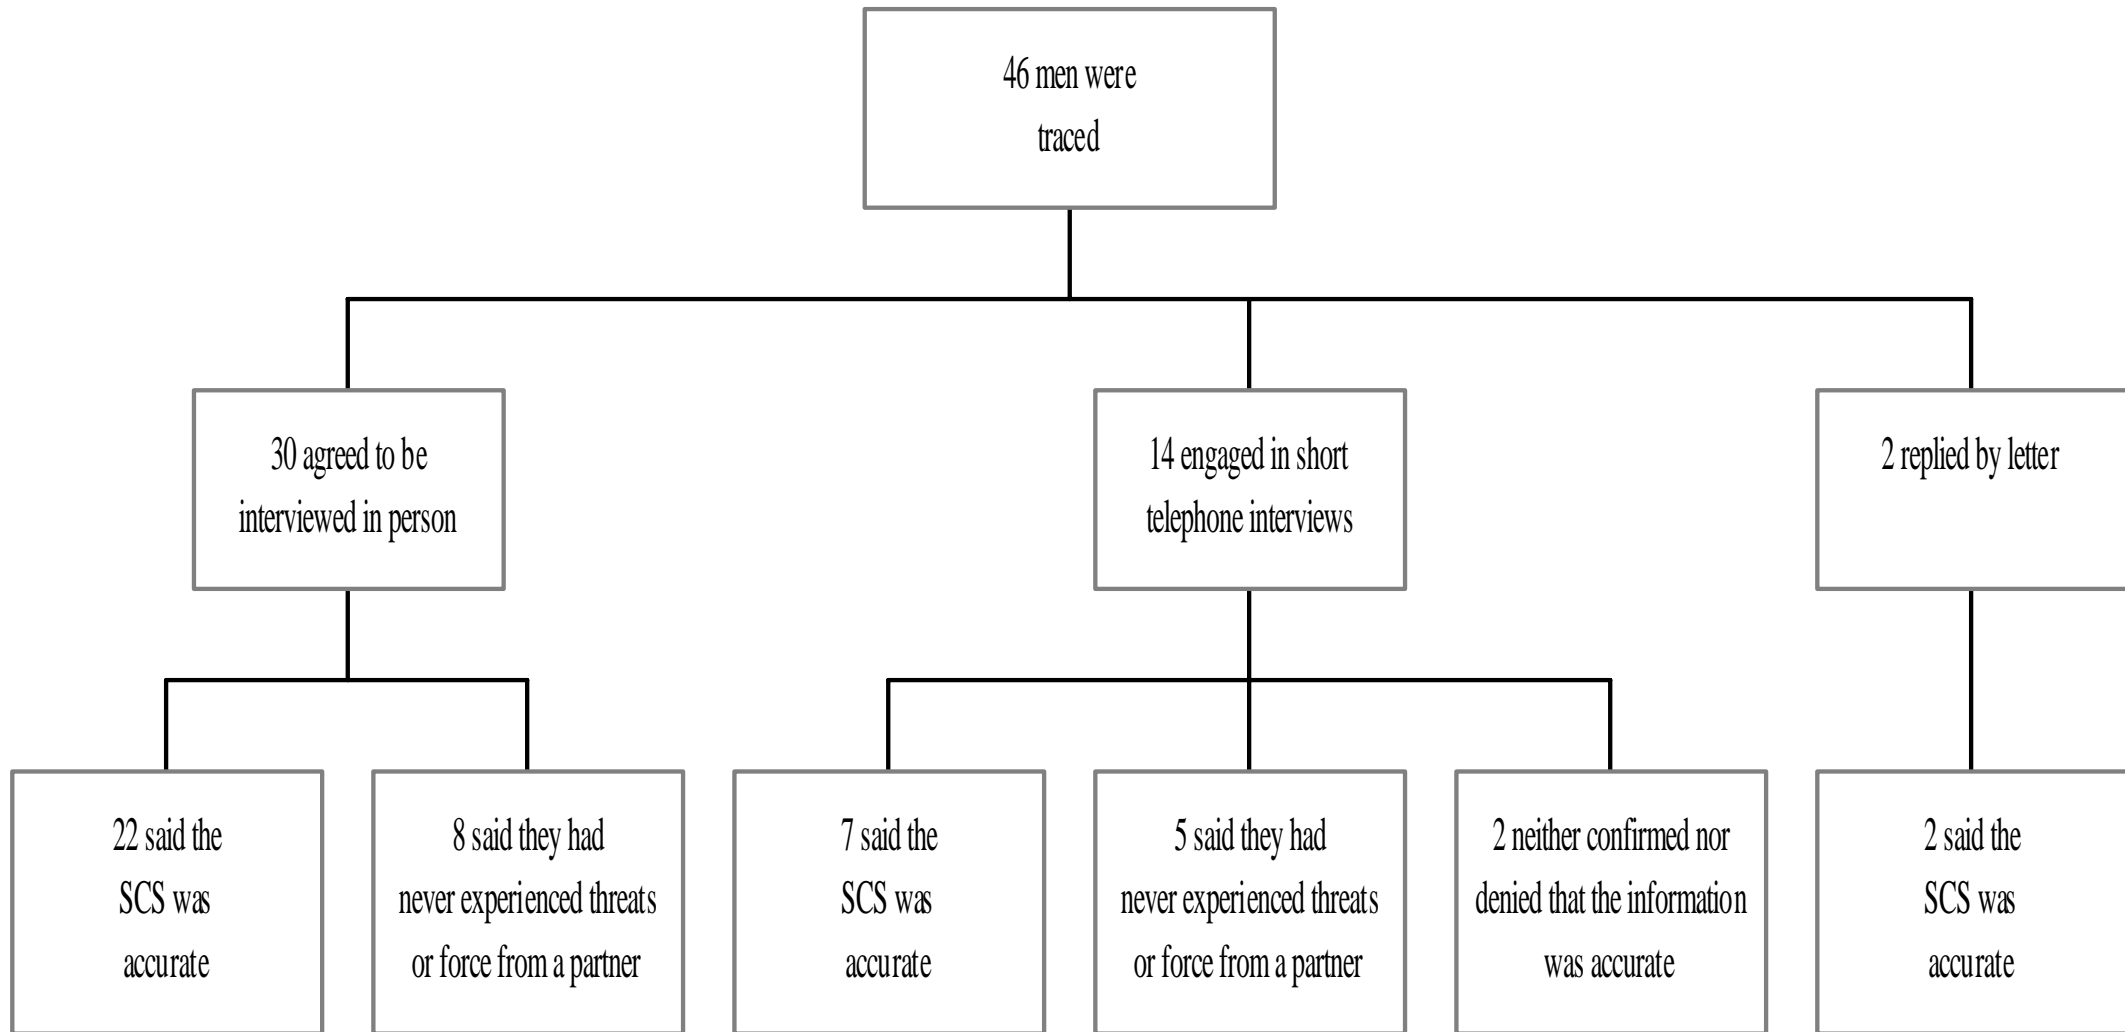 46 men were
traced
30 agreed to be
interviewed in person
14 engaged in short
telephone interviews
2 replied by letter
22 said the
SCS was
accurate
8 said they had
never experienced threats
or force from a partner
7 said the
SCS was
accurate
5 said they had
never experienced threats
or force from a partner
2 neither confirmed nor
denied that the information
was accurate
2 said the
SCS was
accurate